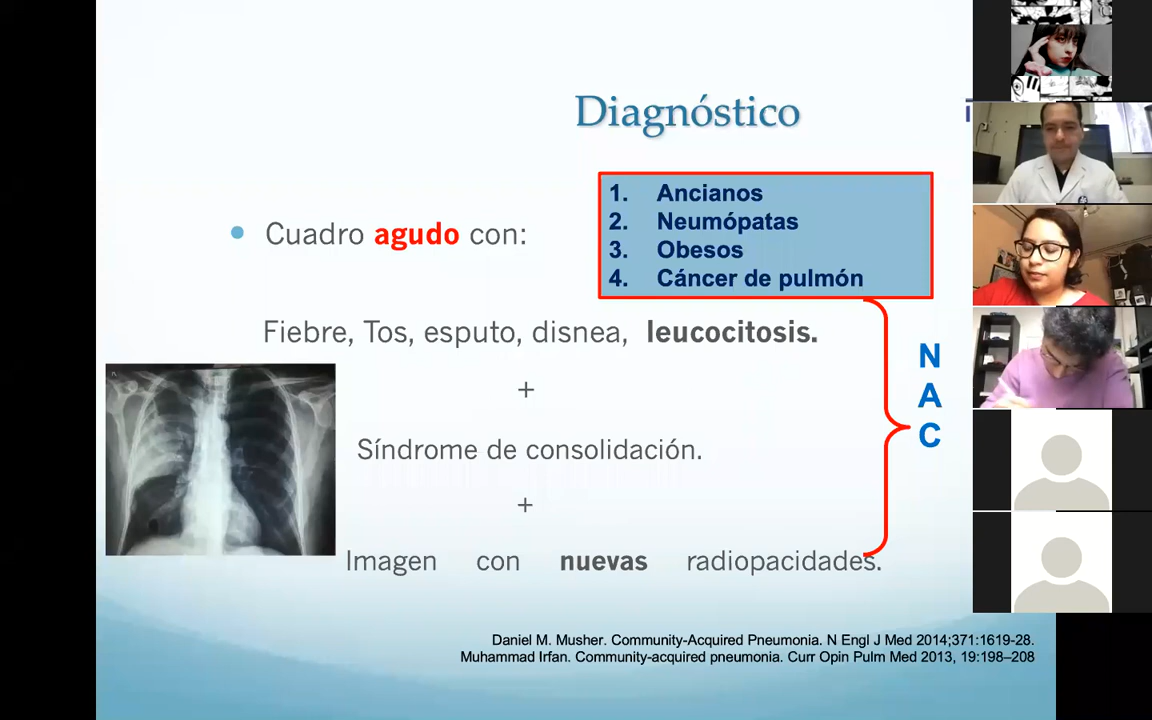 Diagnóstico
1. Ancianos
2. Neumópatas
3. Obesos
4. Cáncer de pulmón
• Cuadro agudo con:
Fiebre, Tos, esputo, disnea, leucocitosis.
+
Síndrome de consolidación.
+
Imagen con nuevas radiopacidades.
N
A
C
Daniel M. Musher. Community-Acquired Pneumonia. N Engl J Med 2014;371:1619-28.
Muhammad Irfan. Community-acquired pneumonia. Curr Opin Pulm Med 2013, 19:198–208